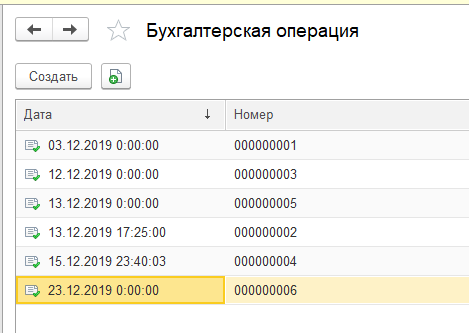 Бухгалтерская операция
Создать
Дата ↓ Номер
03.12.2019 0:00:00 000000001
12.12.2019 0:00:00 000000003
13.12.2019 0:00:00 000000005
13.12.2019 17:25:00 000000002
15.12.2019 23:40:03 000000004
23.12.2019 0:00:00 000000006